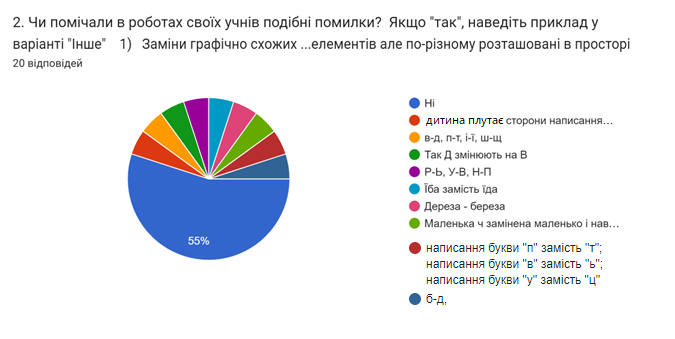 2. Чи помічали в роботах своїх учнів подібні помилки? Якщо "так", наведіть приклад у
варіанті "Інше" 1) Заміни графічно схожих ...елементів але по-різному розташовані в просторі
20 відповідей
55%
Ні
дитина плутає сторони написання...
в-д, п-т, і-ї, ш-щ
Так Д змінюють на В
Р-Ь, У-В, Н-П
Їба замість їда
Дереза - береза
Маленька ч замінена маленько і нав...
написання букви "п" замість "т";
написання букви "в" замість "ь";
написання букви "у" замість "ц"
б-д,